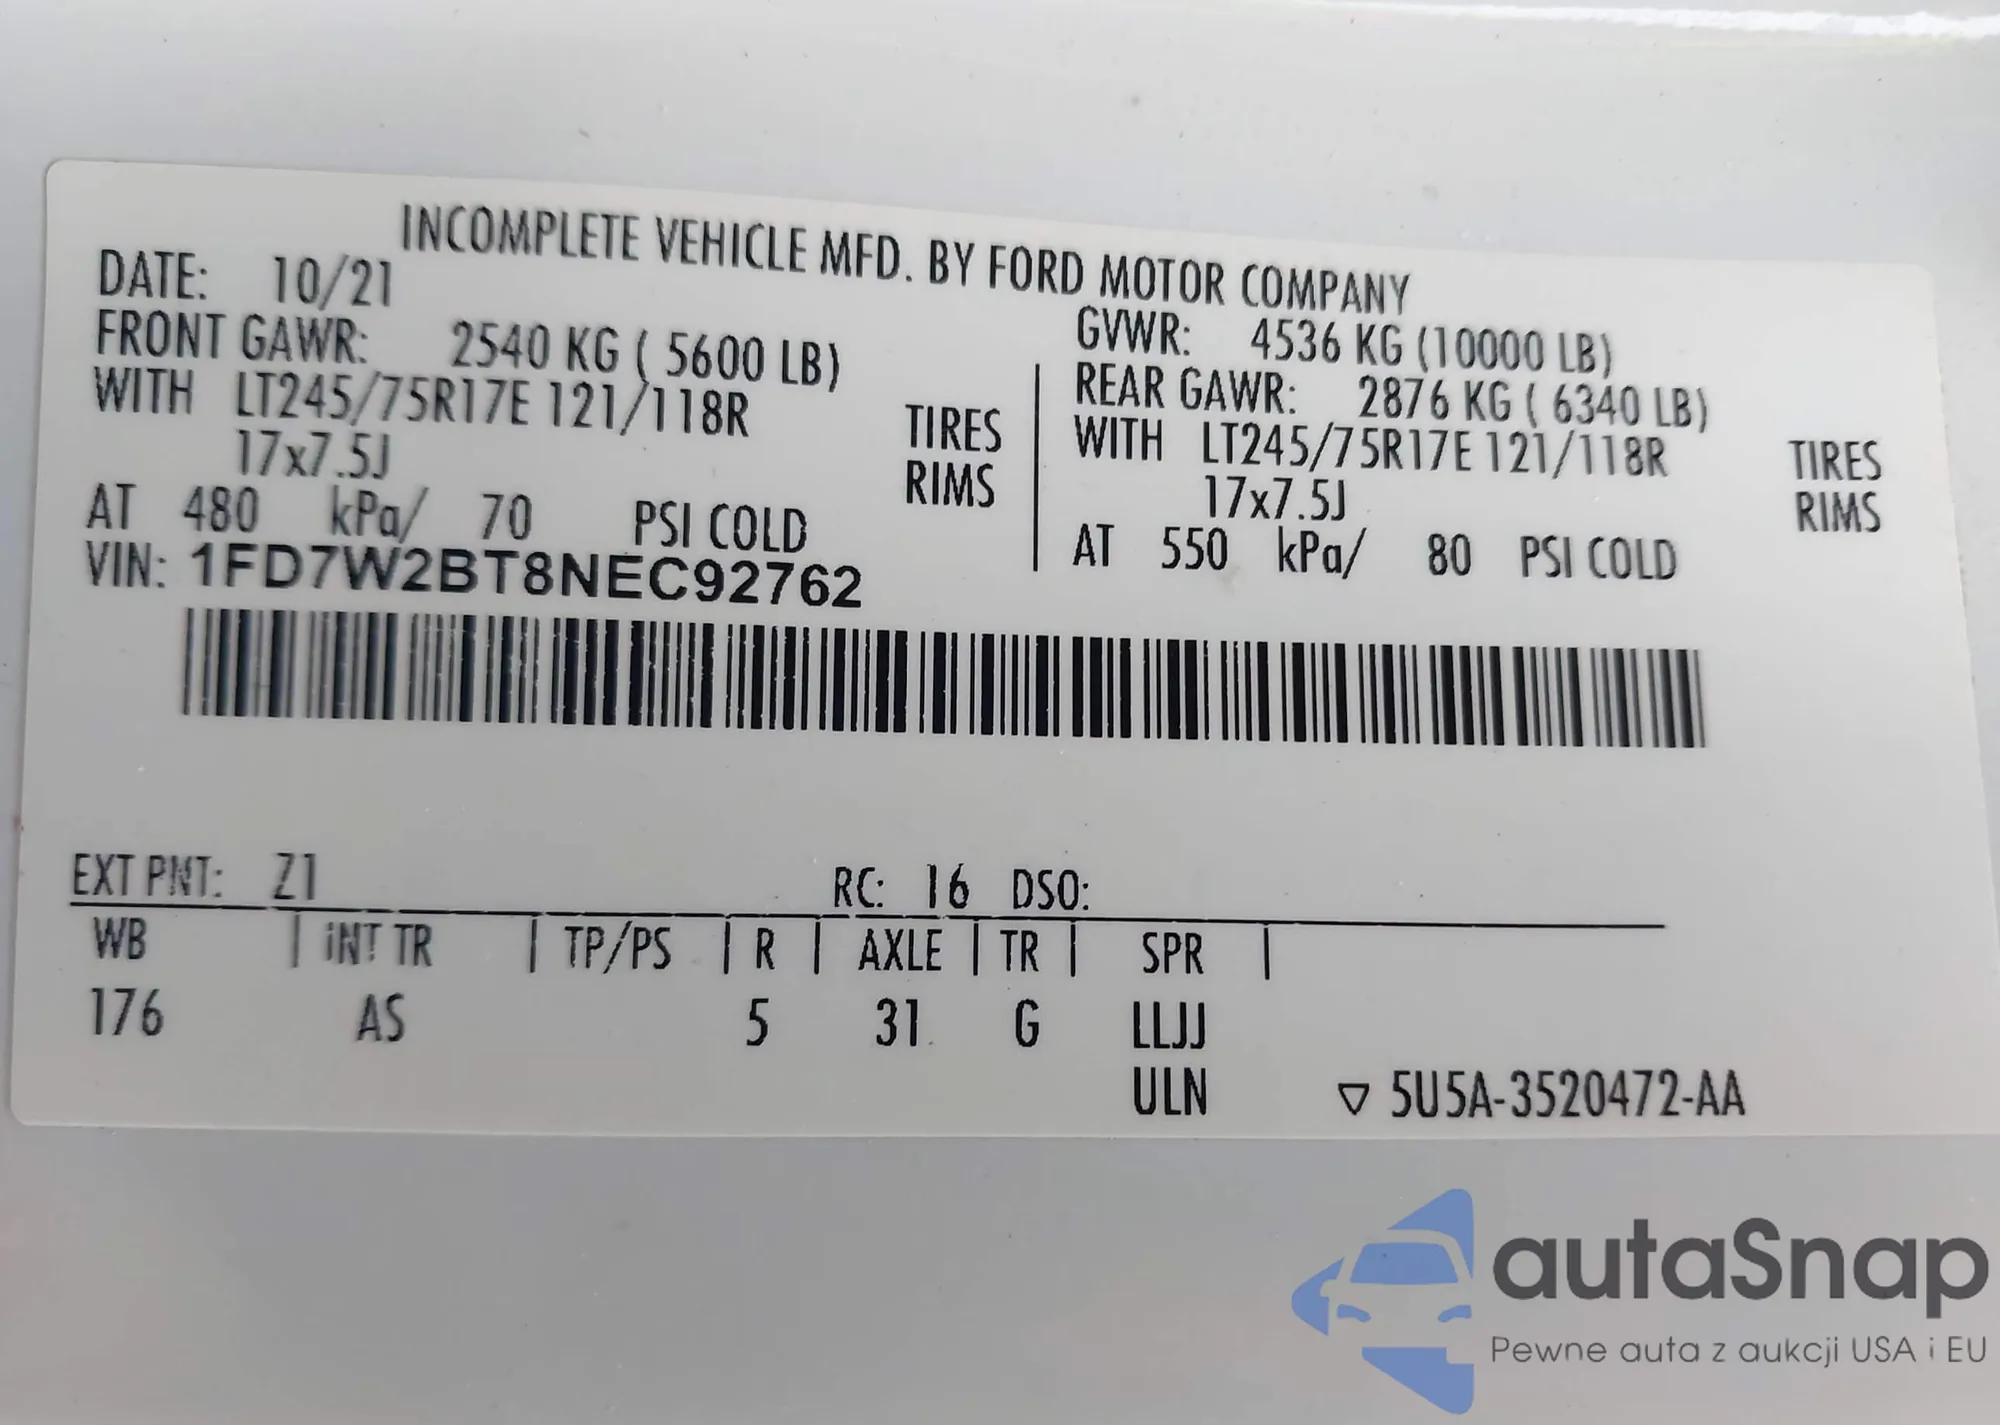 INCOMPLETE VEHICLE MFD. BY FORD MOTOR COMPANY
DATE: 10/21
GVWR: 4536 KG (10000 LB)
FRONT GAWR: 2540 KG ( 5600 LB)
REAR GAWR: 2876 KG ( 6340 LB)
WITH LT245/75R17E 121/118R TIRES
WITH LT245/75R17E 121/118R TIRES
17x7.5J RIMS
17x7.5J RIMS
AT 480 kPa/ 70 PSI COLD
AT 550 kPa/ 80 PSI COLD
VIN: 1FD7W2BT8NEC92762
EXT PNT: Z1 RC: 16 DSO:
WB | INT TR | TP/PS | R | AXLE | TR | SPR |
176 AS 5 31 G LLJJ
ULN ▽ 5U5A-3520472-AA
autaSnap
Pewne auta z aukcji USA i EU